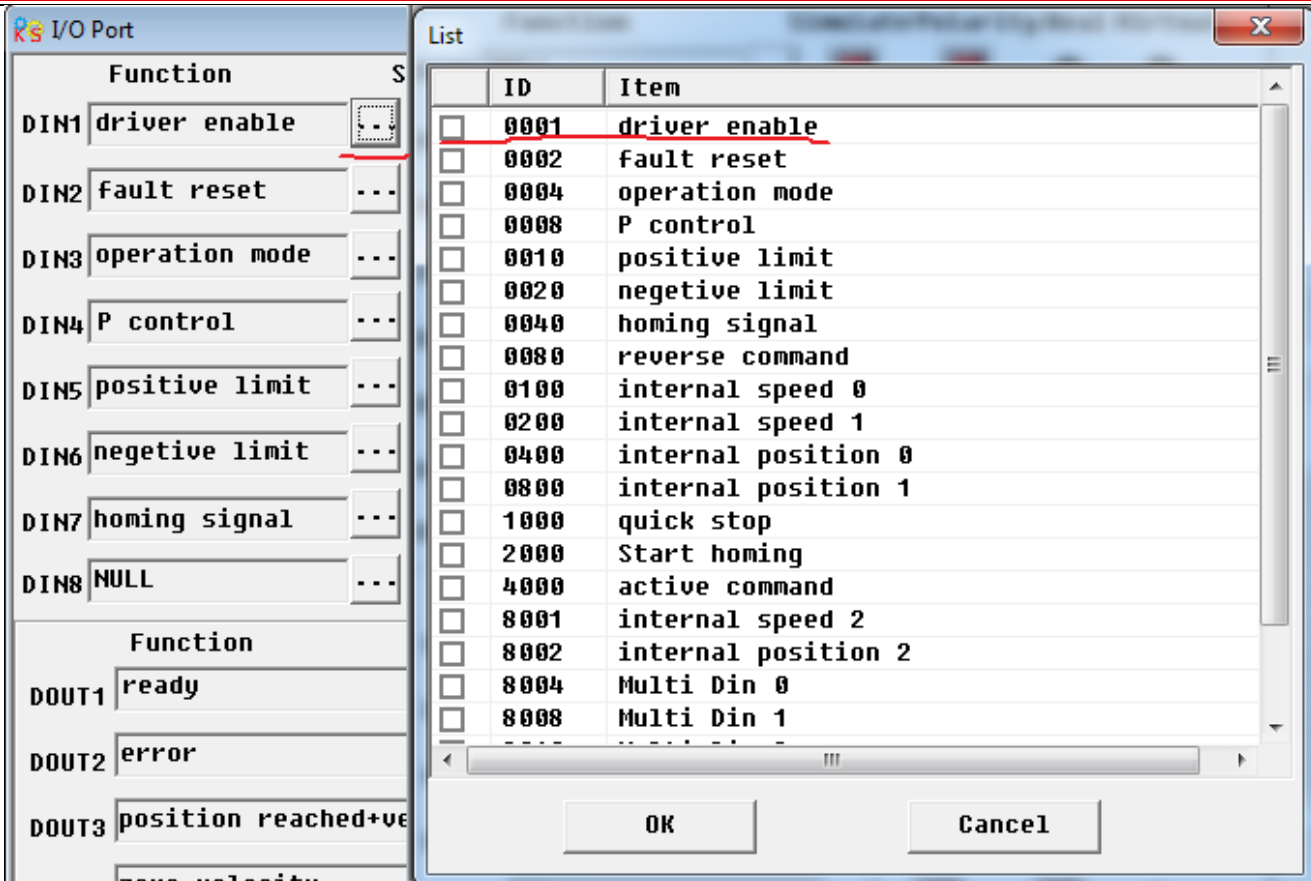 I/O Port
Function S
DIN1 driver enable ...
DIN2 fault reset ...
DIN3 operation mode ...
DIN4 P control ...
DIN5 positive limit ...
DIN6 negetive limit ...
DIN7 homing signal ...
DIN8 NULL ...
Function
DOUT1 ready
DOUT2 error
DOUT3 position reached+ve
List
ID Item
0001 driver enable
0002 fault reset
0004 operation mode
0008 P control
0010 positive limit
0020 negetive limit
0040 homing signal
0080 reverse command
0100 internal speed 0
0200 internal speed 1
0400 internal position 0
0800 internal position 1
1000 quick stop
2000 Start homing
4000 active command
8001 internal speed 2
8002 internal position 2
8004 Multi Din 0
8008 Multi Din 1
OK Cancel